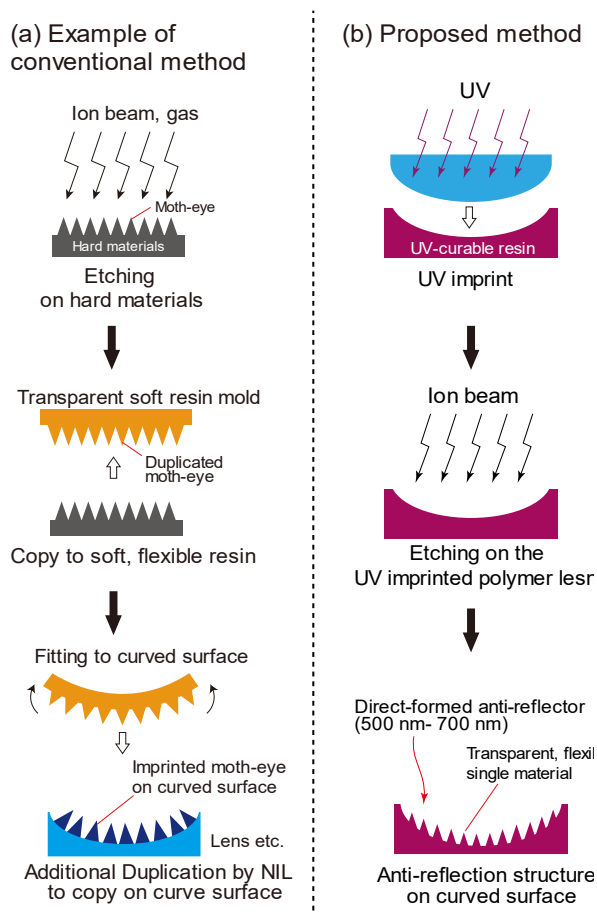 (a) Example of
conventional method
Ion beam, gas
Moth-eye
Hard materials
Etching
on hard materials
Transparent soft resin mold
Duplicated
moth-eye
Copy to soft, flexible resin
Fitting to curved surface
Imprinted moth-eye
on curved surface
Lens etc.
Additional Duplication by NIL
to copy on curve surface
(b) Proposed method
UV
UV-curable resin
UV imprint
Ion beam
Etching on the
UV imprinted polymer lesn
Direct-formed anti-reflector
(500 nm- 700 nm)
Transparent, flexi
single material
Anti-reflection structure
on curved surface